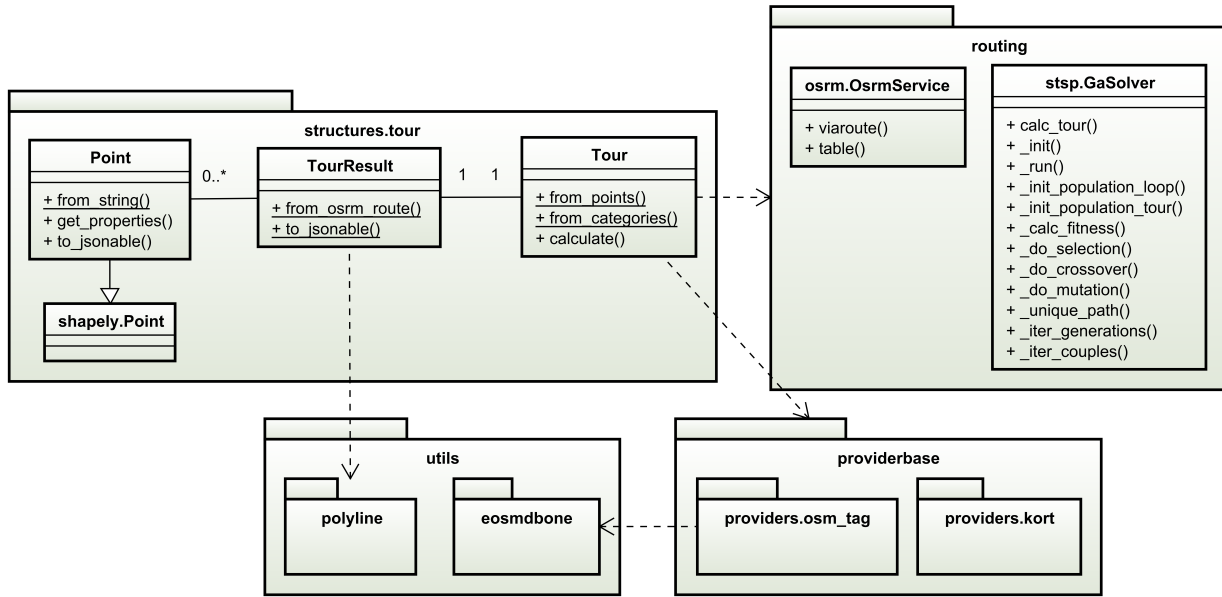 structures.tour
Point
+ from_string()
+ get_properties()
+ to_jsonable()
0..*
TourResult
+ from_osrm_route()
+ to_jsonable()
1 1
Tour
+ from_points()
+ from_categories()
+ calculate()
shapely.Point
routing
osrm.OsrmService
+ viaroute()
+ table()
stsp.GaSolver
+ calc_tour()
+ _init()
+ _run()
+ _init_population_loop()
+ _init_population_tour()
+ _calc_fitness()
+ _do_selection()
+ _do_crossover()
+ _do_mutation()
+ _unique_path()
+ _iter_generations()
+ _iter_couples()
utils
polyline
eosmdbone
providerbase
providers.osm_tag
providers.kort